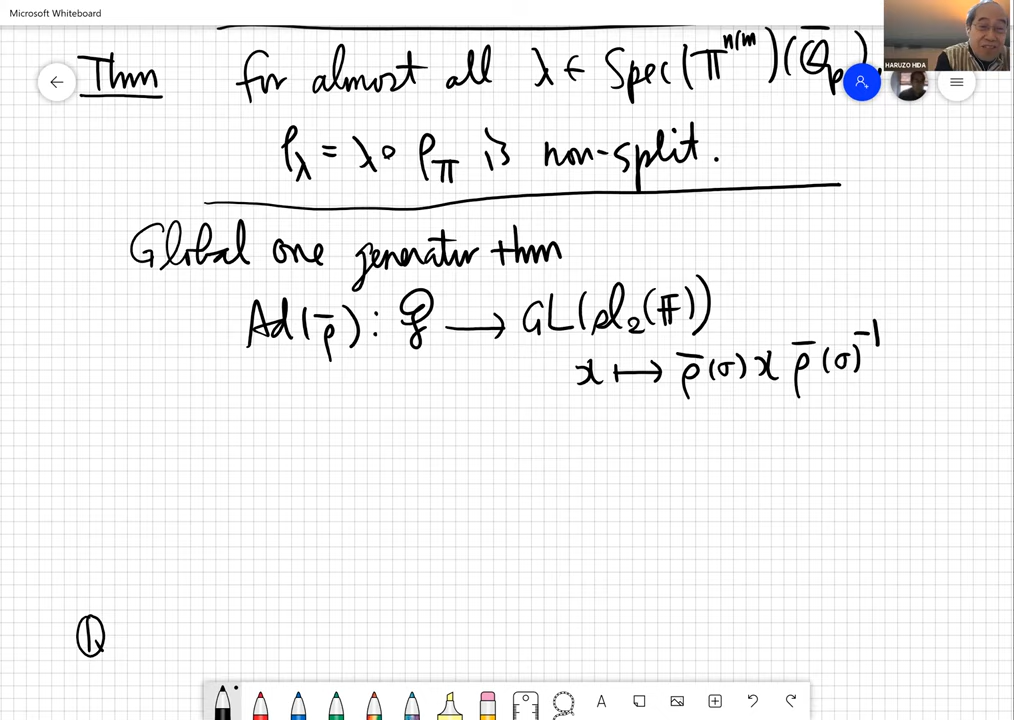 Microsoft Whiteboard
HARUZO HIDA
Thm for almost all λ ∈ Spec(𝕋^{n/m})(Q̄_p),
ρ_λ = λ∘ρ_𝕋 is non-split.
Global one generator thm
Ad(ρ̄): 𝒢 → GL(sl₂(𝔽))
x ↦ ρ̄(σ) x ρ̄(σ)⁻¹
A